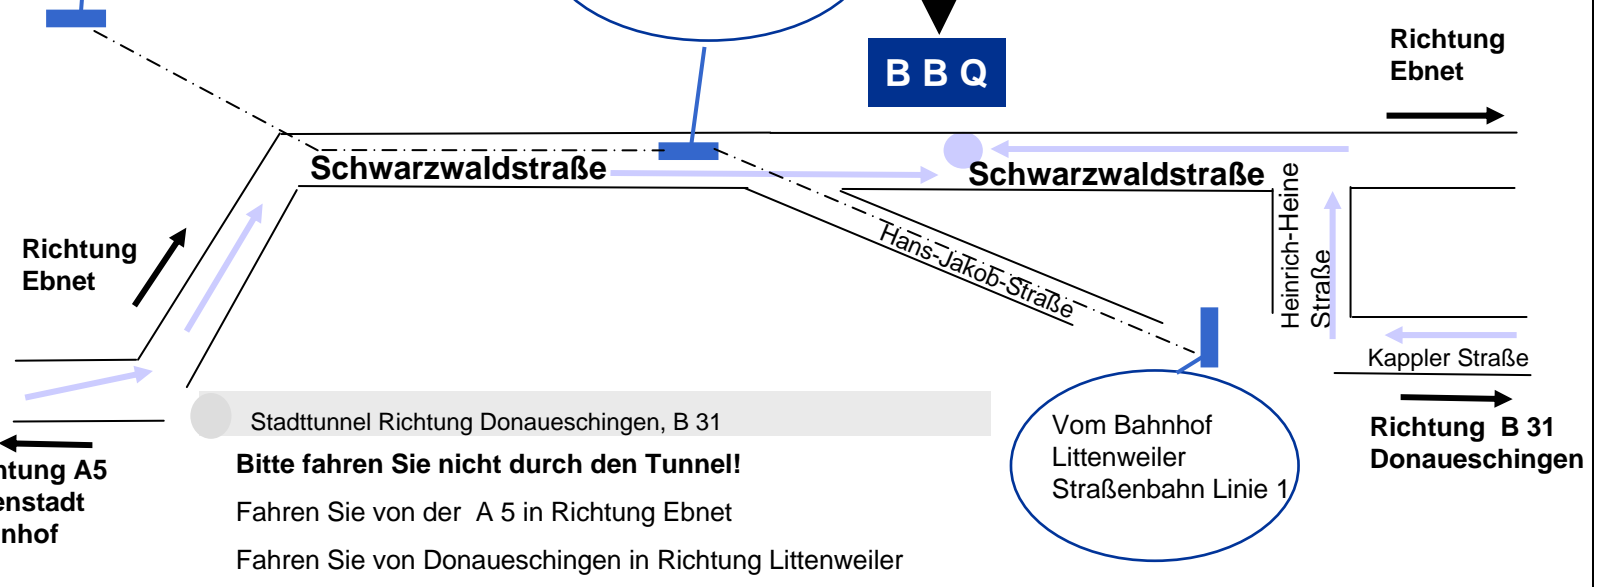 B B Q
Richtung
Ebnet
Schwarzwaldstraße
Schwarzwaldstraße
Heinrich-Heine
Straße
Hans-Jakob-Straße
Richtung
Ebnet
Kappler Straße
Stadttunnel Richtung Donaueschingen, B 31
Bitte fahren Sie nicht durch den Tunnel!
Fahren Sie von der A 5 in Richtung Ebnet
Fahren Sie von Donaueschingen in Richtung Littenweiler
Vom Bahnhof
Littenweiler
Straßenbahn Linie 1
Richtung B 31
Donaueschingen
A5